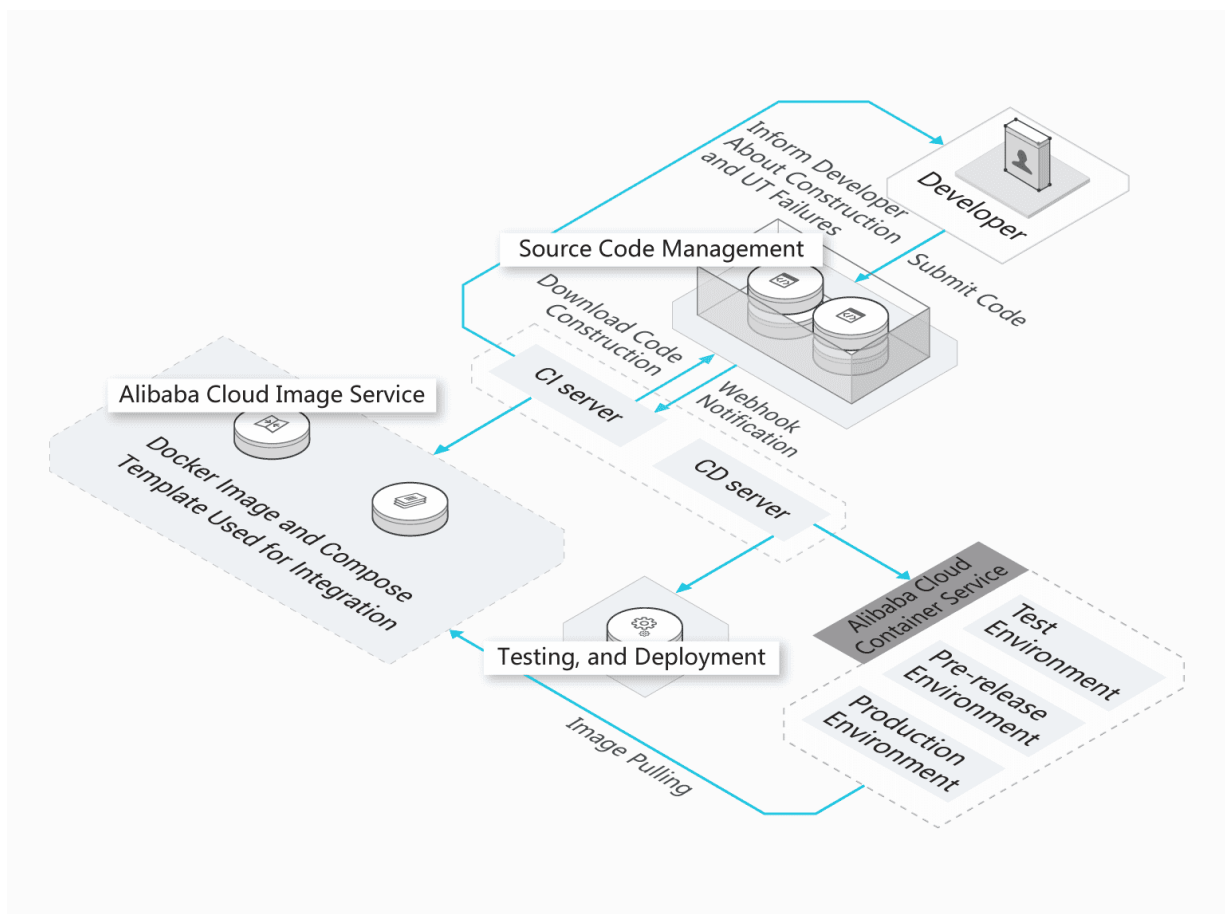 Inform Developer
About Construction
and UT Failures
Developer
Source Code Management
Submit Code
Download Code
Construction
CI server
Webhook
Notification
Alibaba Cloud Image Service
Docker Image and Compose
Template Used for Integration
CD server
Alibaba Cloud
Container Service
Test
Environment
Pre-release
Environment
Production
Environment
Testing, and Deployment
Image Pulling